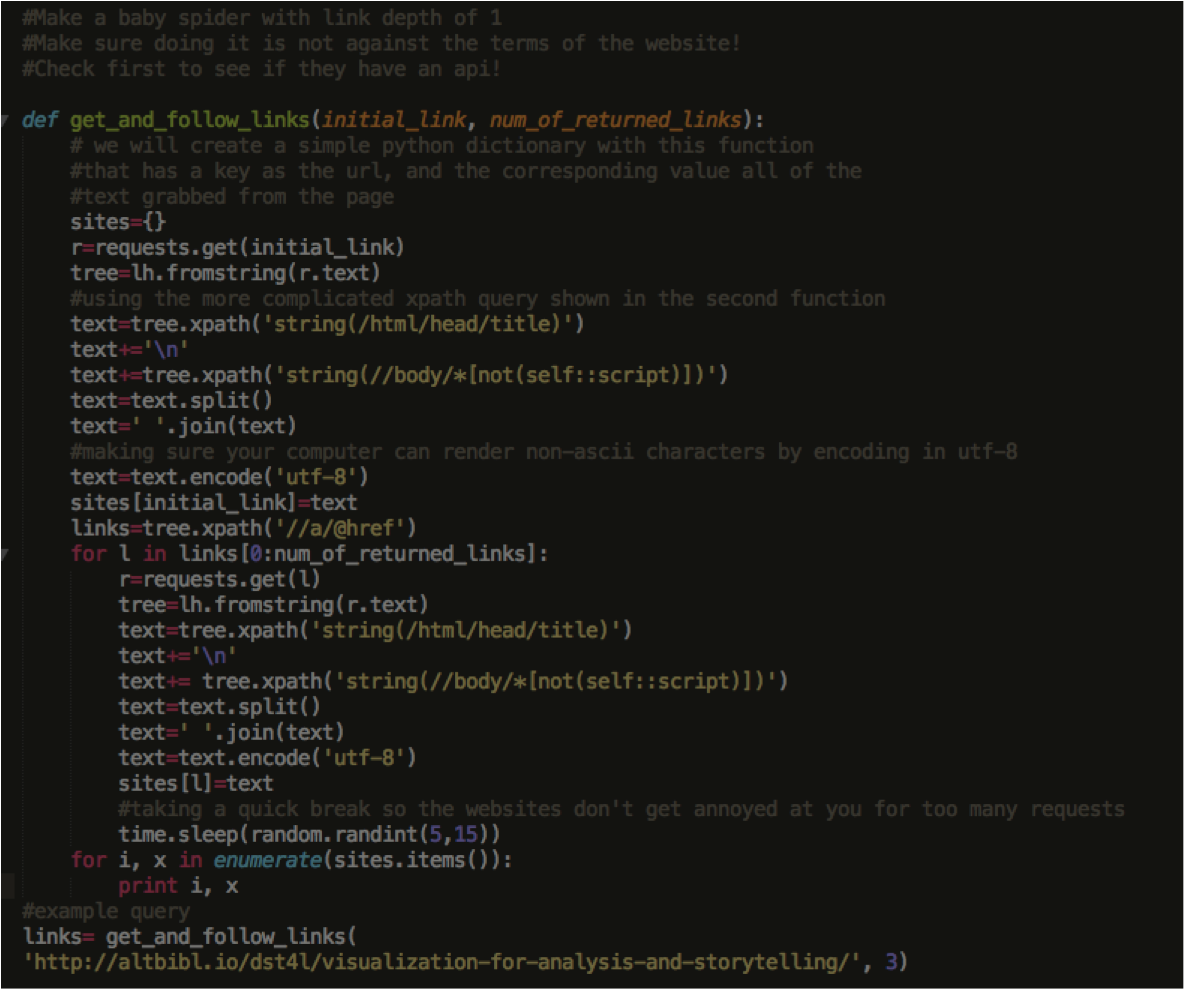 #Make a baby spider with link depth of 1
#Make sure doing it is not against the terms of the website!
#Check first to see if they have an api!

def get_and_follow_links(initial_link, num_of_returned_links):
    # we will create a simple python dictionary with this function
    #that has a key as the url, and the corresponding value all of the
    #text grabbed from the page
    sites={}
    r=requests.get(initial_link)
    tree=lh.fromstring(r.text)
    #using the more complicated xpath query shown in the second function
    text=tree.xpath('string(/html/head/title)')
    text+='\n'
    text+=tree.xpath('string(//body/*[not(self::script)])')
    text=text.split()
    text=' '.join(text)
    #making sure your computer can render non-ascii characters by encoding in utf-8
    text=text.encode('utf-8')
    sites[initial_link]=text
    links=tree.xpath('//a/@href')
    for l in links[0:num_of_returned_links]:
        r=requests.get(l)
        tree=lh.fromstring(r.text)
        text=tree.xpath('string(/html/head/title)')
        text+='\n'
        text+= tree.xpath('string(//body/*[not(self::script)])')
        text=text.split()
        text=' '.join(text)
        text=text.encode('utf-8')
        sites[l]=text
        #taking a quick break so the websites don't get annoyed at you for too many requests
        time.sleep(random.randint(5,15))
    for i, x in enumerate(sites.items()):
        print i, x
#example query
links= get_and_follow_links(
'http://altbibl.io/dst4l/visualization-for-analysis-and-storytelling/', 3)